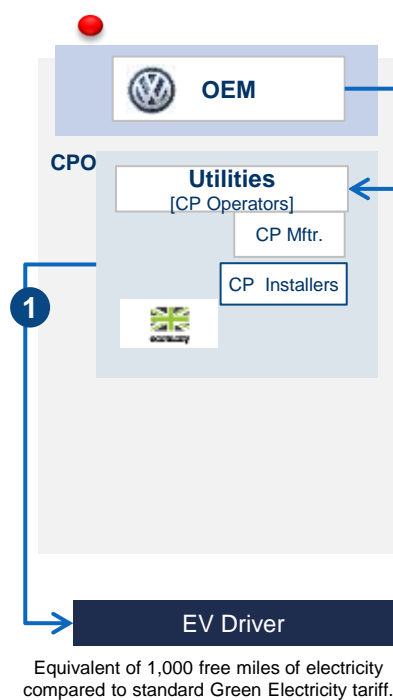 OEM
CPO
Utilities
[CP Operators]
CP Mftr.
CP Installers
1
EV Driver
Equivalent of 1,000 free miles of electricity
compared to standard Green Electricity tariff.